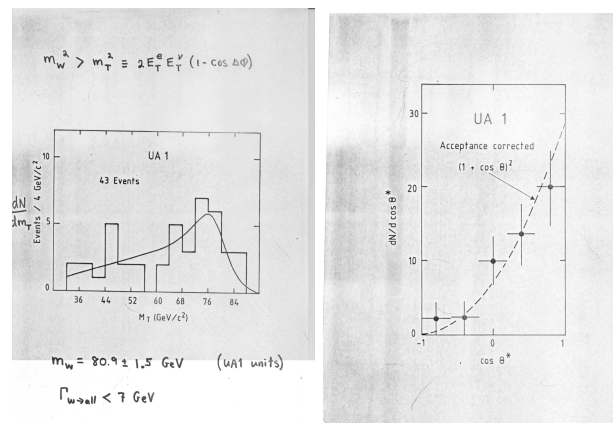 m_W^2 > m_T^2 ≡ 2E_T^e E_T^ν (1 - cos Δφ)
UA 1
43 Events
dN/dm_T
Events / 4 GeV/c²
10
5
0
36 44 52 60 68 76 84
M_T (GeV/c²)
m_W = 80.9 ± 1.5 GeV (UA1 units)
Γ_W→all < 7 GeV
UA 1
Acceptance corrected
(1 + cos θ)²
dN/d cos θ*
30
20
10
0
-1 0 1
cos θ*